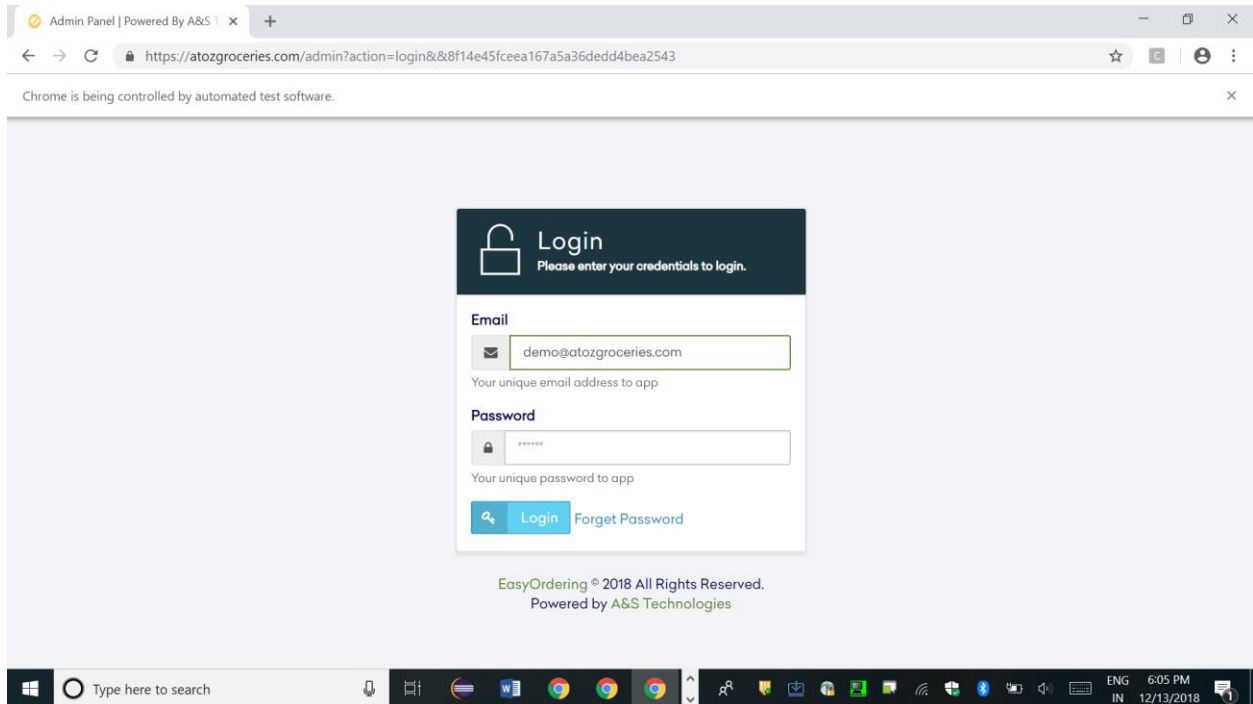 Admin Panel | Powered By A&S T
https://atozgroceries.com/admin?action=login&&8f14e45fceea167a5a36dedd4bea2543
Chrome is being controlled by automated test software.
Login
Please enter your credentials to login.
Email
demo@atozgroceries.com
Your unique email address to app
Password
******
Your unique password to app
Login Forget Password
EasyOrdering © 2018 All Rights Reserved.
Powered by A&S Technologies
Type here to search
ENG 6:05 PM
IN 12/13/2018